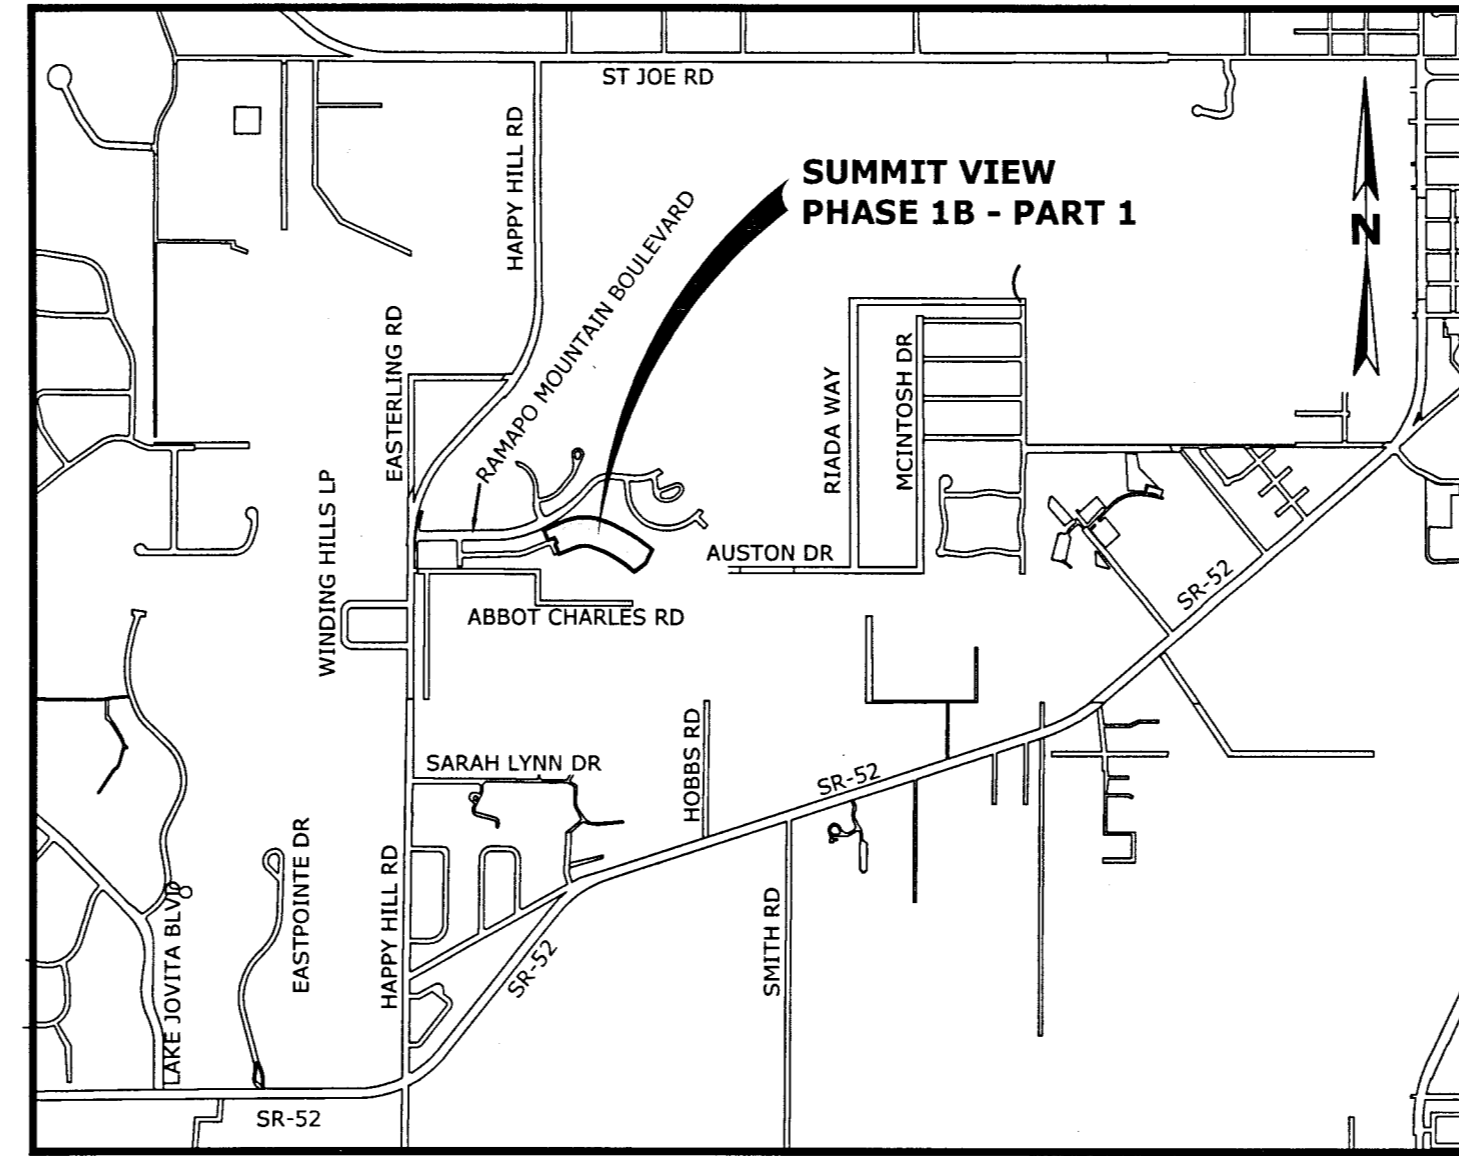 ST JOE RD
HAPPY HILL RD
SUMMIT VIEW
PHASE 1B - PART 1
N
RAMAPO MOUNTAIN BOULEVARD
EASTERLING RD
RIADA WAY
MCINTOSH DR
WINDING HILLS LP
AUSTON DR
SR-52
ABBOT CHARLES RD
SARAH LYNN DR
HOBBS RD
SR-52
EASTPOINTE DR
HAPPY HILL RD
LAKE JOVITA BLVD
SR-52
SMITH RD
SR-52